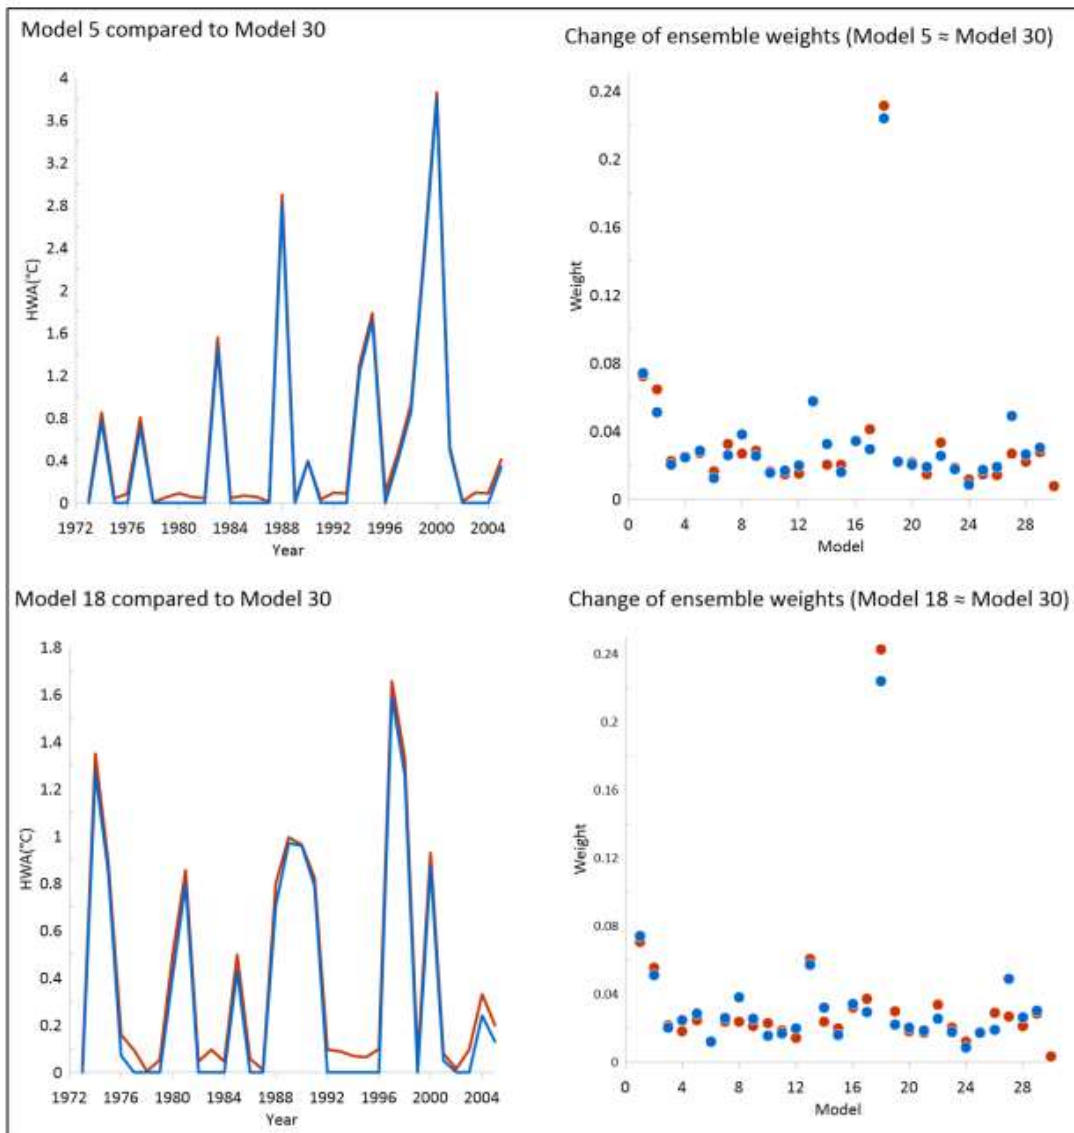 Model 5 compared to Model 30
Change of ensemble weights (Model 5 ≈ Model 30)
4
3.6
3.2
2.8
2.4
2
1.6
1.2
0.8
0.4
0
HWA(°C)
1972 1976 1980 1984 1988 1992 1996 2000 2004
Year
0.24
0.2
0.16
0.12
0.08
0.04
0
Weight
0 4 8 12 16 20 24 28
Model
Model 18 compared to Model 30
Change of ensemble weights (Model 18 ≈ Model 30)
1.8
1.6
1.4
1.2
1
0.8
0.6
0.4
0.2
0
HWA(°C)
1972 1976 1980 1984 1988 1992 1996 2000 2004
Year
0.24
0.2
0.16
0.12
0.08
0.04
0
Weight
0 4 8 12 16 20 24 28
Model